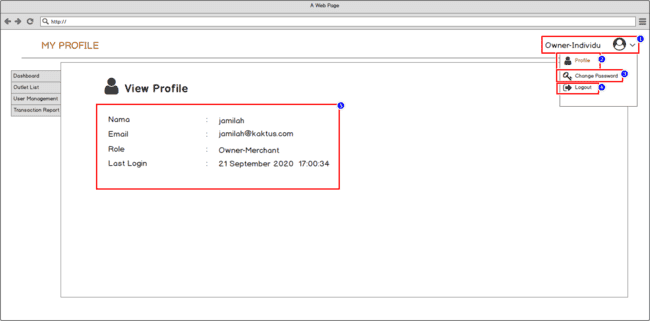 A Web Page
http://
MY PROFILE
Owner-Individu
1
Profile
2
Change Password
3
Logout
4
Dashboard
Outlet List
User Management
Transaction Report
View Profile
5
Nama : jamilah
Email : jamilah@kaktus.com
Role : Owner-Merchant
Last Login : 21 September 2020 17:00:34